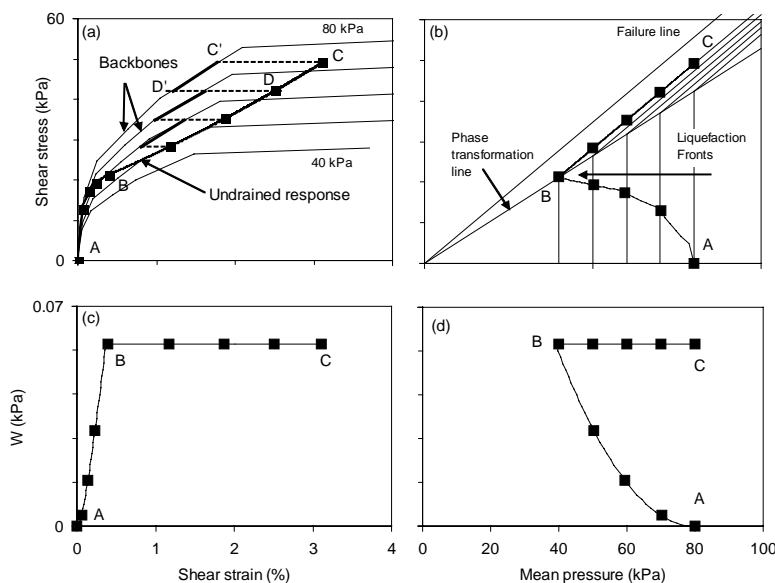 60
(a)
80 kPa
C'
C
Backbones
D'
D
Shear stress (kPa)
40 kPa
B
Undrained response
A
0
(b)
Failure line
C
Phase
transformation
line
Liquefaction
Fronts
B
A
0.07
(c)
B
C
W (kPa)
A
0
0
1
2
3
4
Shear strain (%)
(d)
B
C
A
0
20
40
60
80
100
Mean pressure (kPa)